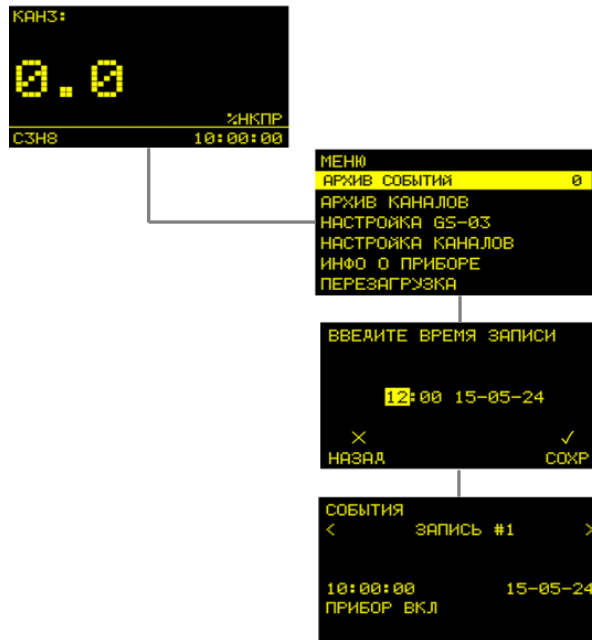 КАН3:
0.0
%НКПР
C3H8 10:00:00
МЕНЮ
АРХИВ СОБЫТИЙ 0
АРХИВ КАНАЛОВ
НАСТРОЙКА GS-03
НАСТРОЙКА КАНАЛОВ
ИНФО О ПРИБОРЕ
ПЕРЕЗАГРУЗКА
ВВЕДИТЕ ВРЕМЯ ЗАПИСИ
12:00 15-05-24
× ✓
НАЗАД СОХР
СОБЫТИЯ
< ЗАПИСЬ #1 >
10:00:00 15-05-24
ПРИБОР ВКЛ